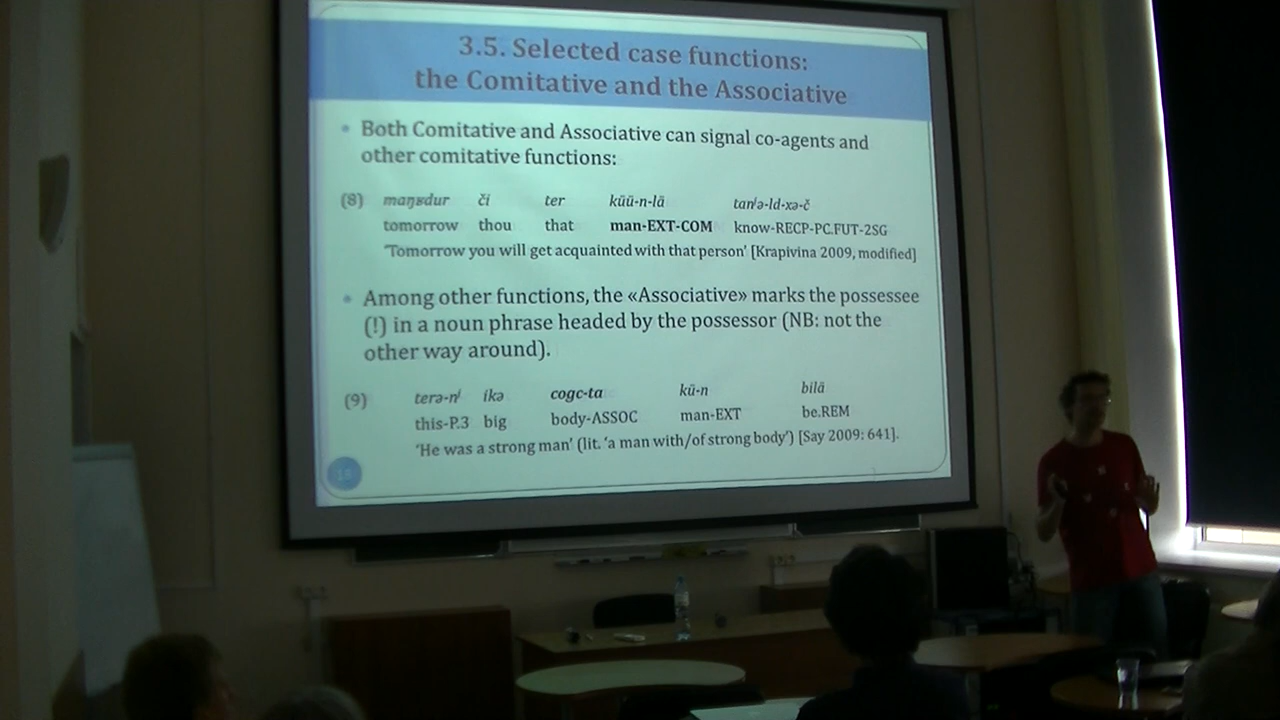 3.5. Selected case functions:
the Comitative and the Associative
• Both Comitative and Associative can signal co-agents and
other comitative functions:
(8) maŋʁdur či ter küü-n-lä tanʲə-ld-xə-č
tomorrow thou that man-EXT-COM know-RECP-PC.FUT-2SG
'Tomorrow you will get acquainted with that person' [Krapivina 2009, modified]
• Among other functions, the «Associative» marks the possessee
(!) in a noun phrase headed by the possessor (NB: not the
other way around).
(9) terə-nʲ ikə cogc-ta kü-n bilä
this-P.3 big body-ASSOC man-EXT be.REM
'He was a strong man' (lit. 'a man with/of strong body') [Say 2009: 641].